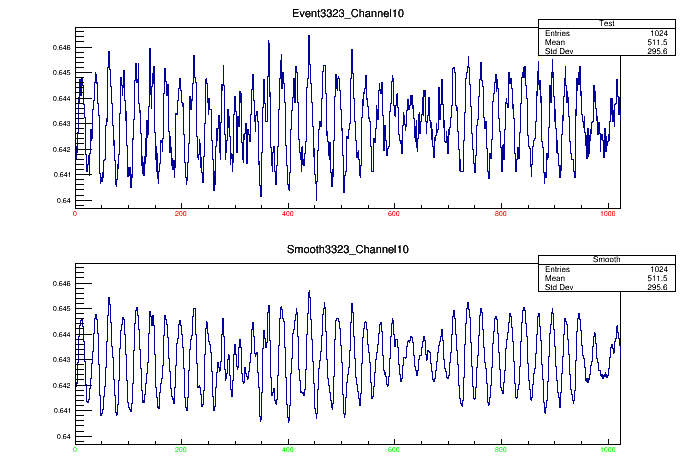 Event3323_Channel10
Test
Entries 1024
Mean 511.5
Std Dev 295.6
0.646
0.645
0.644
0.643
0.642
0.641
0.64
0 200 400 600 800 1000
Smooth3323_Channel10
Smooth
Entries 1024
Mean 511.5
Std Dev 295.6
0.646
0.645
0.644
0.643
0.642
0.641
0.64
0 200 400 600 800 1000